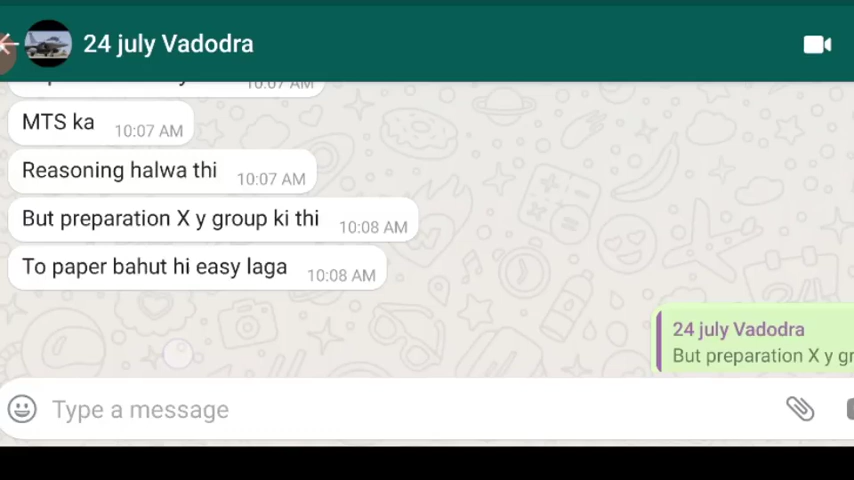 24 july Vadodra
10:07 AM
MTS ka 10:07 AM
Reasoning halwa thi 10:07 AM
But preparation X y group ki thi 10:08 AM
To paper bahut hi easy laga 10:08 AM
24 july Vadodra
But preparation X y gr
Type a message